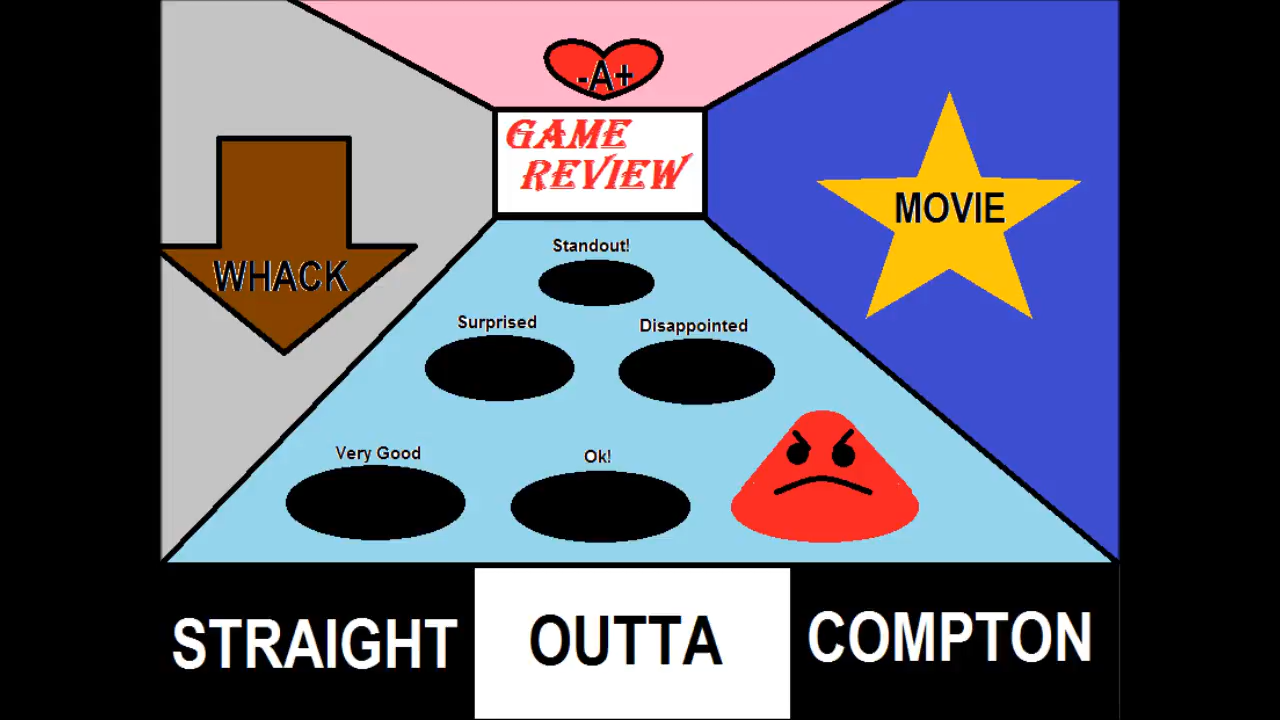 -A+
GAME
REVIEW
MOVIE
WHACK
Standout!
Surprised
Disappointed
Very Good
Ok!
STRAIGHT OUTTA COMPTON